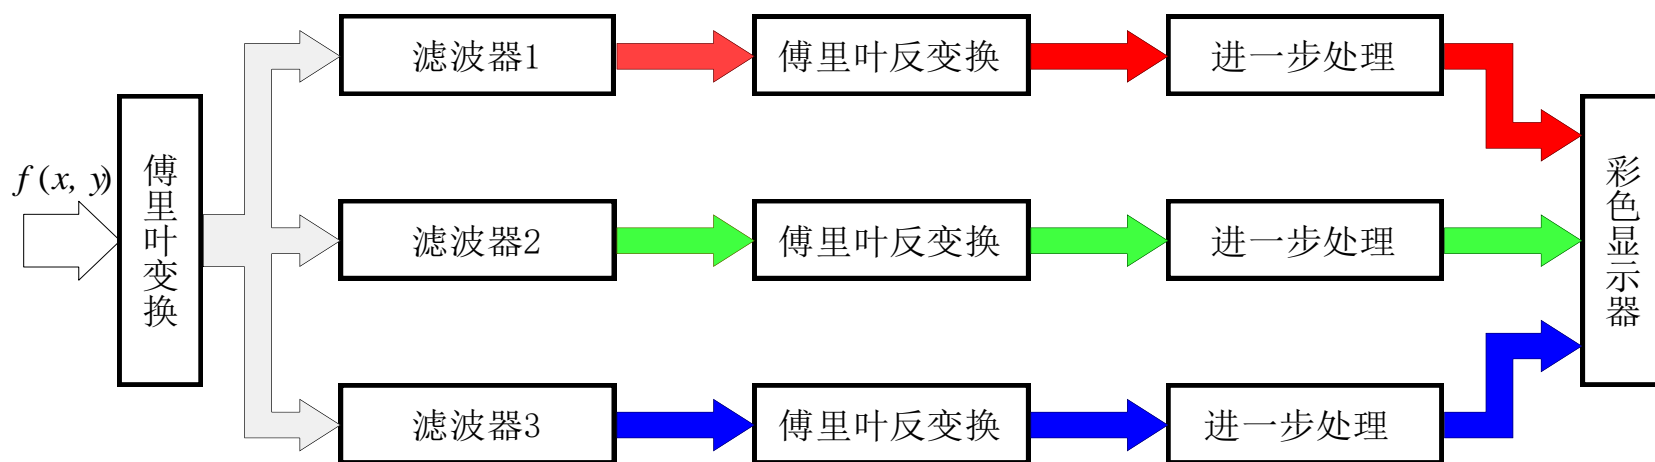 f(x, y)
傅里叶变换
滤波器1
傅里叶反变换
进一步处理
滤波器2
傅里叶反变换
进一步处理
滤波器3
傅里叶反变换
进一步处理
彩色显示器